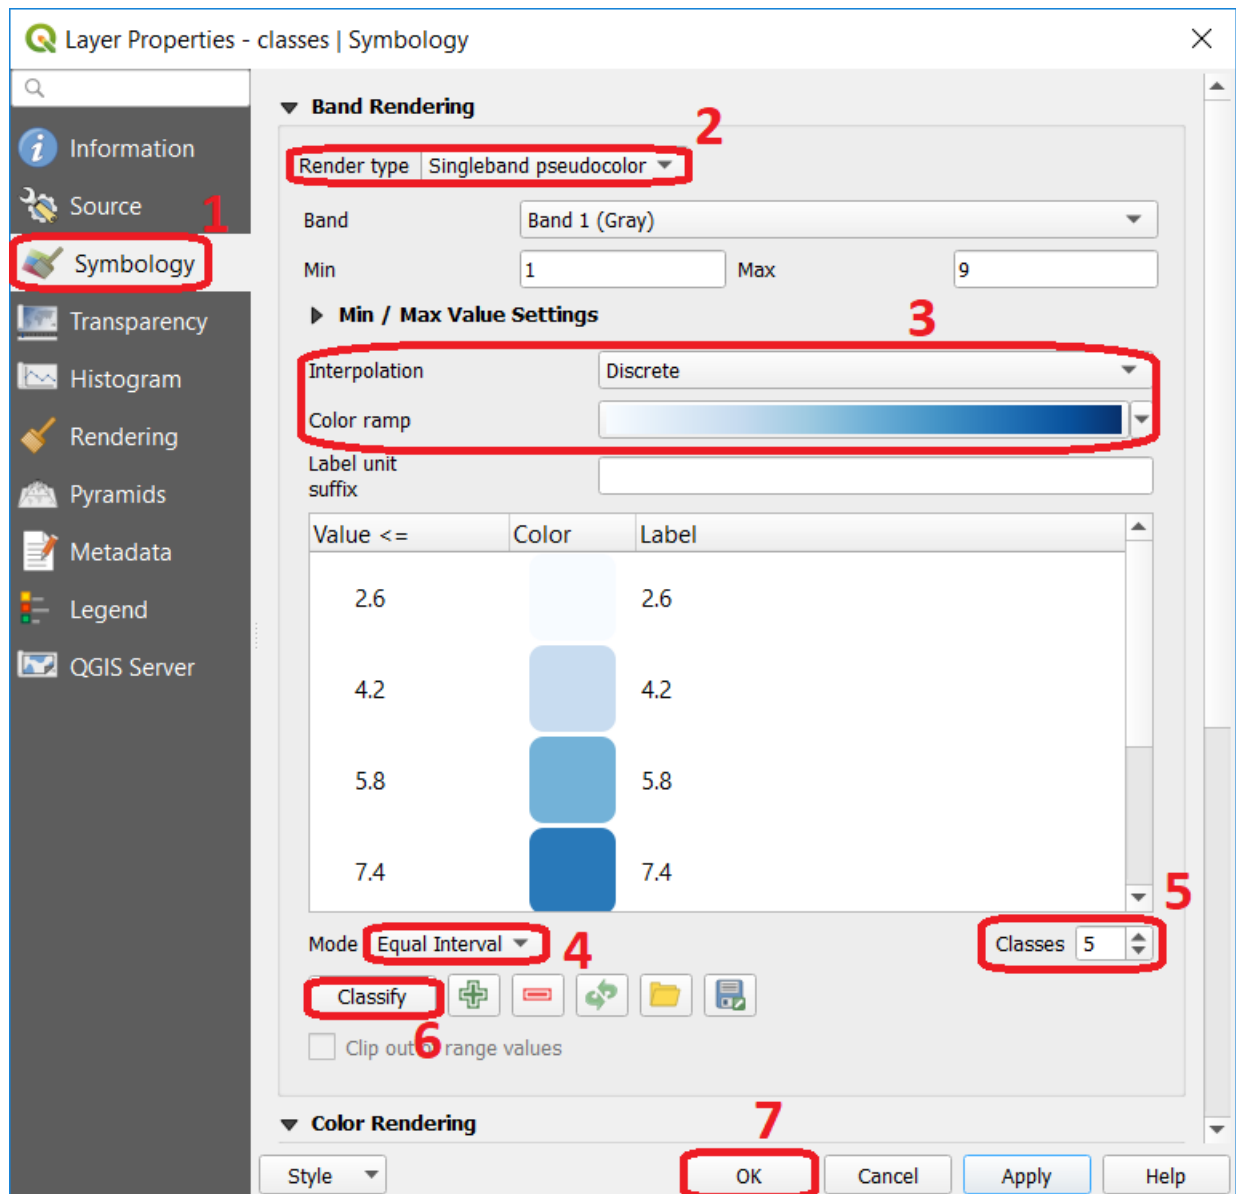 Layer Properties - classes | Symbology
Information
Source
Symbology
Transparency
Histogram
Rendering
Pyramids
Metadata
Legend
QGIS Server
1
Band Rendering
2
Render type Singleband pseudocolor
Band Band 1 (Gray)
Min 1 Max 9
Min / Max Value Settings
3
Interpolation Discrete
Color ramp
Label unit
suffix
Value <= Color Label
2.6 2.6
4.2 4.2
5.8 5.8
7.4 7.4
Mode Equal Interval 4 Classes 5 5
Classify
6
Clip out of range values
Color Rendering
7
Style OK Cancel Apply Help